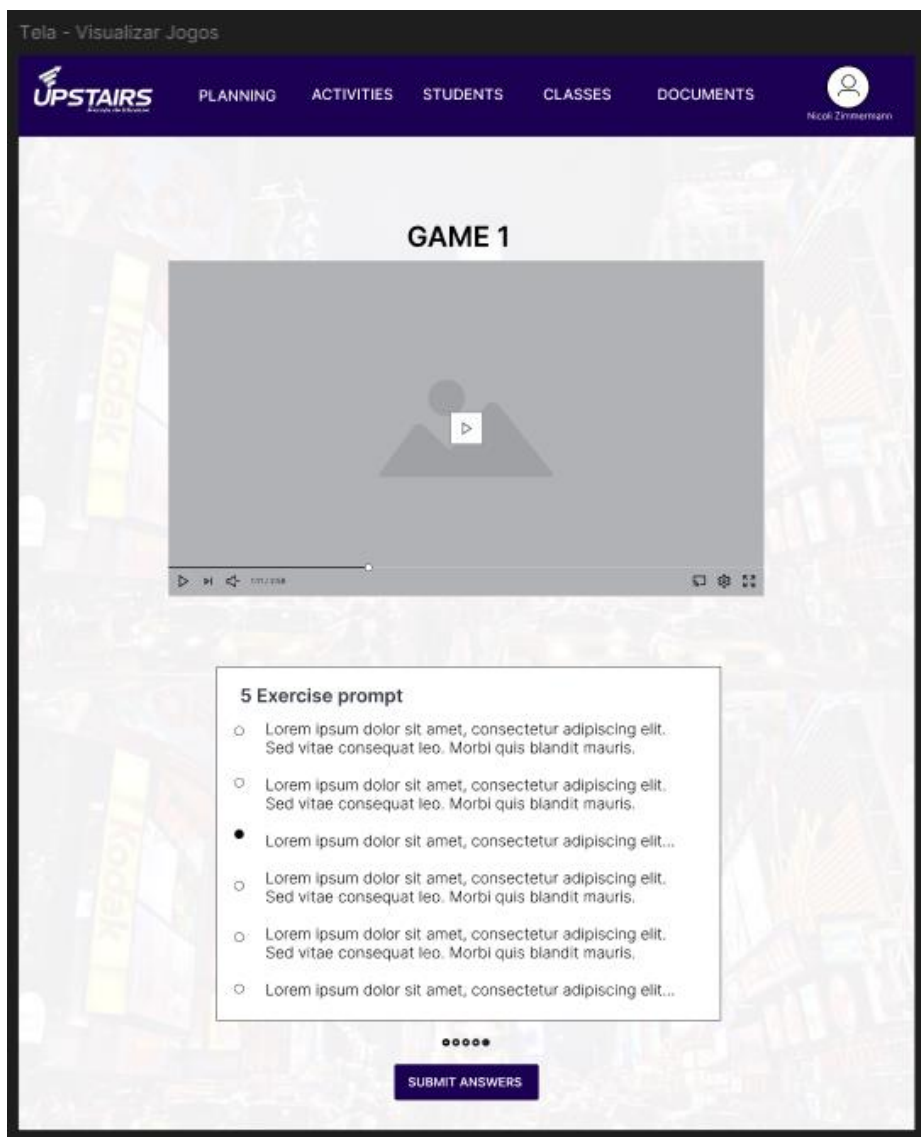 Tela - Visualizar Jogos
UPSTAIRS
PLANNING ACTIVITIES STUDENTS CLASSES DOCUMENTS
Nicoli Zimmermann
GAME 1
5 Exercise prompt
Lorem ipsum dolor sit amet, consectetur adipiscing elit.
Sed vitae consequat leo. Morbi quis blandit mauris.
Lorem ipsum dolor sit amet, consectetur adipiscing elit.
Sed vitae consequat leo. Morbi quis blandit mauris.
Lorem ipsum dolor sit amet, consectetur adipiscing elit...
Lorem ipsum dolor sit amet, consectetur adipiscing elit.
Sed vitae consequat leo. Morbi quis blandit mauris.
Lorem ipsum dolor sit amet, consectetur adipiscing elit.
Sed vitae consequat leo. Morbi quis blandit mauris.
Lorem ipsum dolor sit amet, consectetur adipiscing elit...
SUBMIT ANSWERS
Kodak
Kodak